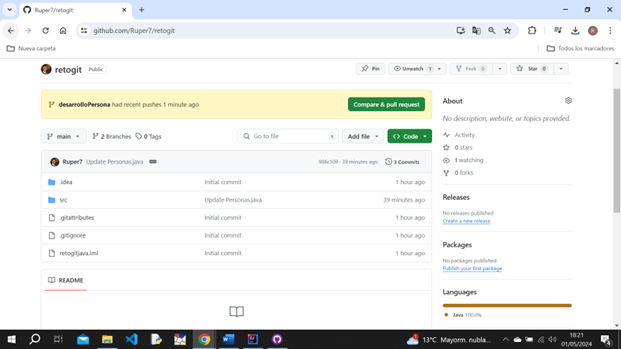 GitHub - Ruper7/retogit
github.com/Ruper7/retogit
R
Nueva carpeta
Todos los marcadores
retogit Public
Pin
Unwatch 1
Fork 0
Star 0
desarrolloPersona had recent pushes 1 minute ago
Compare & pull request
main
2 Branches
0 Tags
Go to file
t
Add file
Code
Ruper7 Update Personas.java
39 minutes ago
3 Commits
.idea Initial commit 1 hour ago
src Update Personas.java 39 minutes ago
.gitattributes Initial commit 1 hour ago
.gitignore Initial commit 1 hour ago
retogitjava.iml Initial commit 1 hour ago
README
About
No description, website, or topics provided.
Activity
0 stars
1 watching
0 forks
Releases
No releases published
Create a new release
Packages
No packages published
Publish your first package
Languages
Java 100.0%
13°C Mayorm. nubla...
18:21
01/05/2024